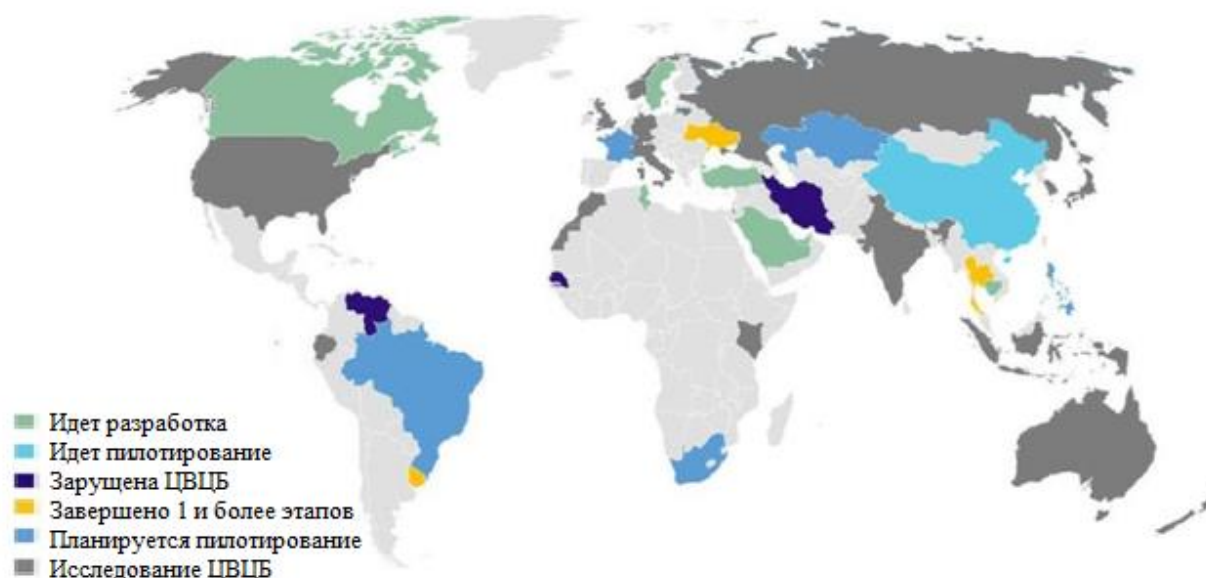 Идет разработка
Идет пилотирование
Зарущена ЦВЦБ
Завершено 1 и более этапов
Планируется пилотирование
Исследование ЦВЦБ